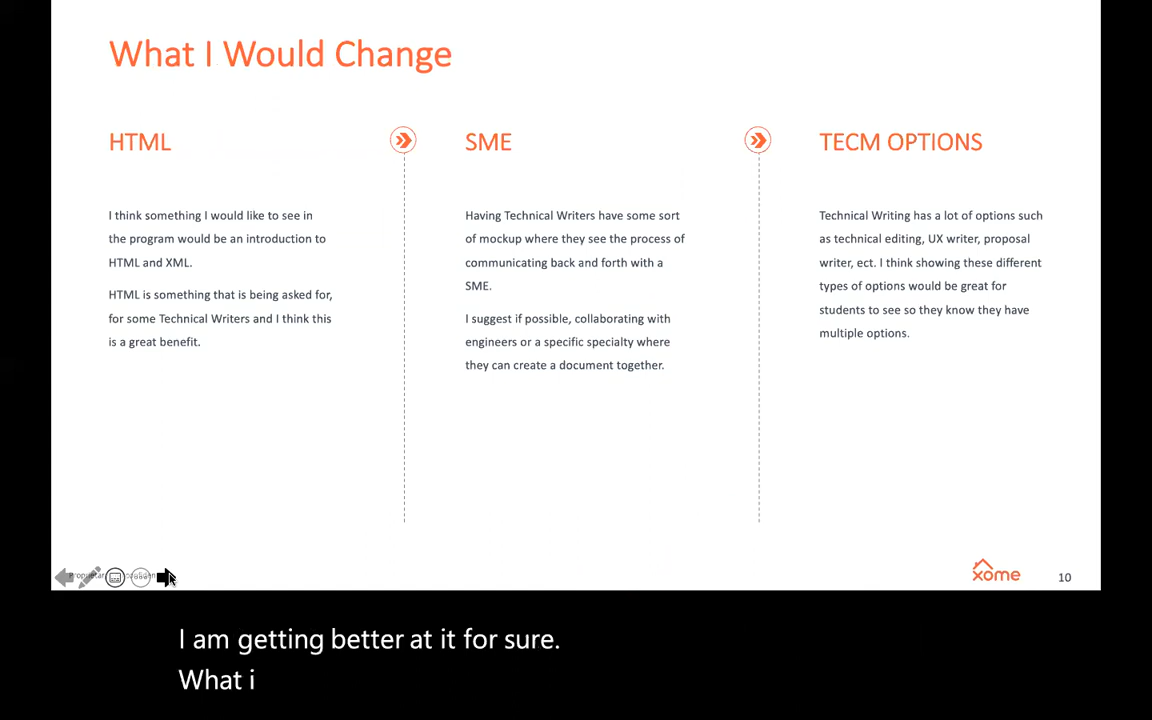 What I Would Change
HTML
I think something I would like to see in
the program would be an introduction to
HTML and XML.
HTML is something that is being asked for,
for some Technical Writers and I think this
is a great benefit.
SME
Having Technical Writers have some sort
of mockup where they see the process of
communicating back and forth with a
SME.
I suggest if possible, collaborating with
engineers or a specific specialty where
they can create a document together.
TECM OPTIONS
Technical Writing has a lot of options such
as technical editing, UX writer, proposal
writer, ect. I think showing these different
types of options would be great for
students to see so they know they have
multiple options.
xome
10
I am getting better at it for sure.
What i